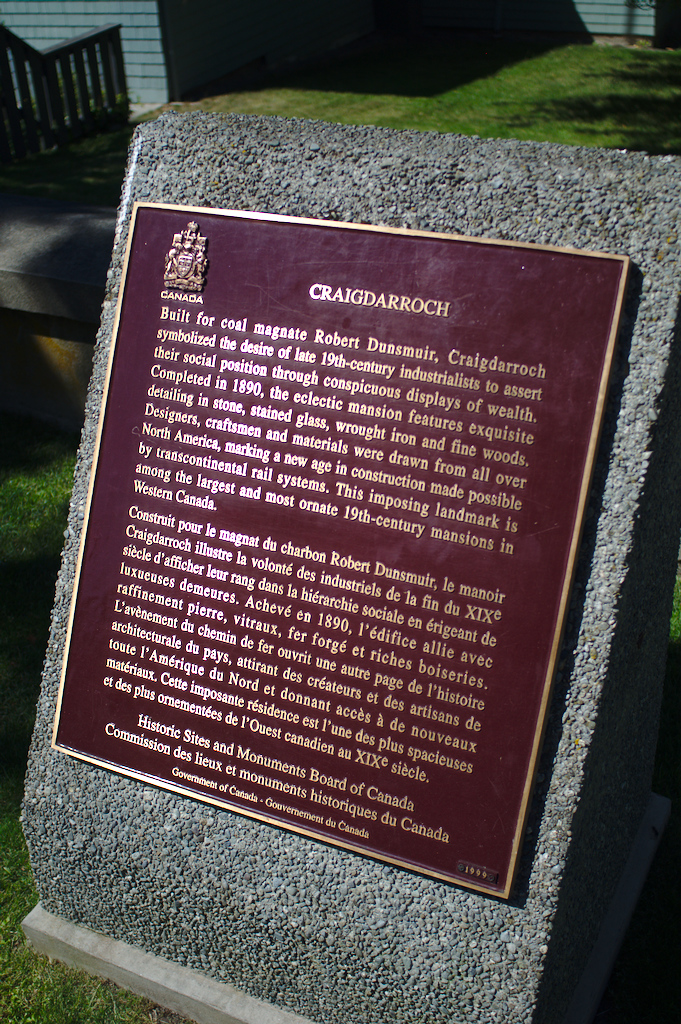 CANADA
CRAIGDARROCH
Built for coal magnate Robert Dunsmuir, Craigdarroch
symbolized the desire of late 19th-century industrialists to assert
their social position through conspicuous displays of wealth.
Completed in 1890, the eclectic mansion features exquisite
detailing in stone, stained glass, wrought iron and fine woods.
Designers, craftsmen and materials were drawn from all over
North America, marking a new age in construction made possible
by transcontinental rail systems. This imposing landmark is
among the largest and most ornate 19th-century mansions in
Western Canada.
Construit pour le magnat du charbon Robert Dunsmuir, le manoir
Craigdarroch illustre la volonté des industriels de la fin du XIXe
siècle d'afficher leur rang dans la hiérarchie sociale en érigeant de
luxueuses demeures. Achevé en 1890, l'édifice allie avec
raffinement pierre, vitraux, fer forgé et riches boiseries.
L'avènement du chemin de fer ouvrit une autre page de l'histoire
architecturale du pays, attirant des créateurs et des artisans de
toute l'Amérique du Nord et donnant accès à de nouveaux
matériaux. Cette imposante résidence est l'une des plus spacieuses
et des plus ornementées de l'Ouest canadien au XIXe siècle.
Historic Sites and Monuments Board of Canada
Commission des lieux et monuments historiques du Canada
Government of Canada - Gouvernement du Canada
1999